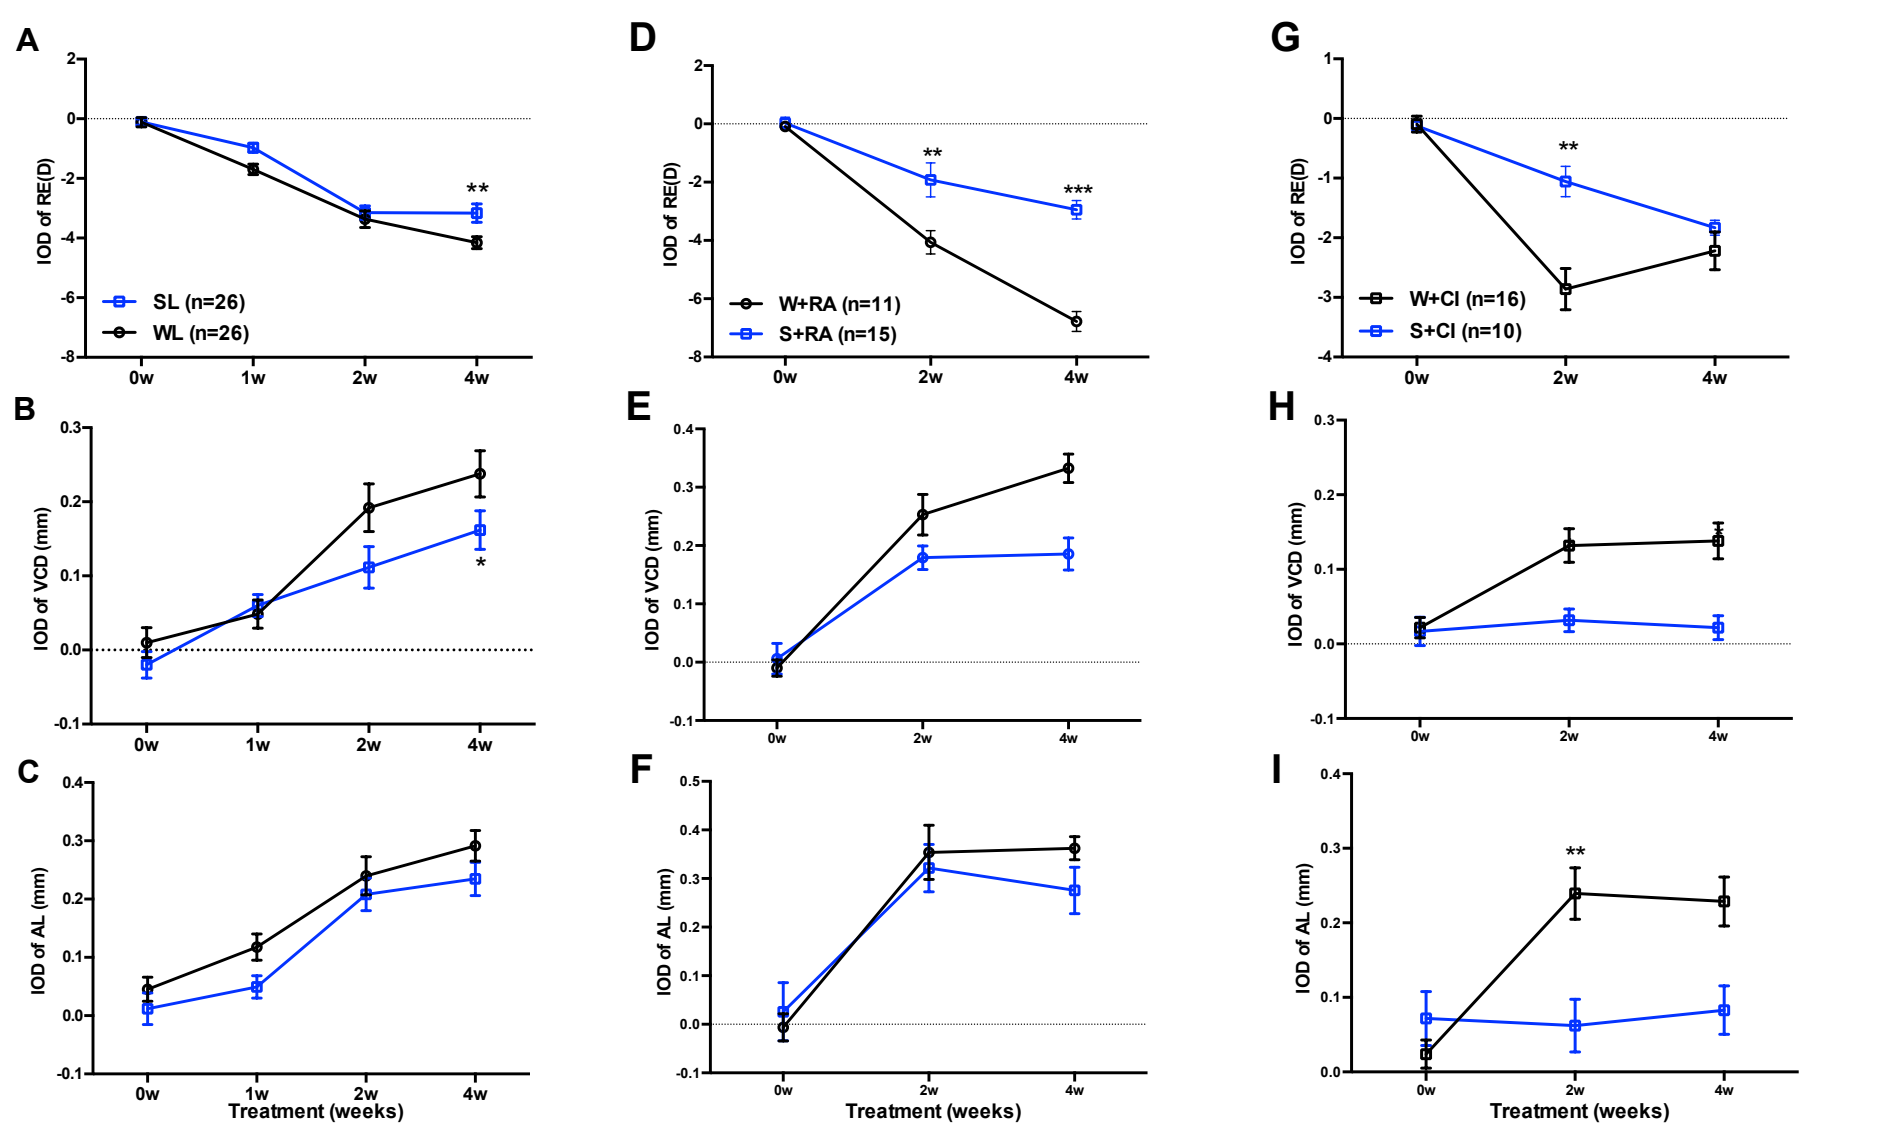 A
IOD of RE(D)
2
0
-2
-4
-6
-8
**
SL (n=26)
WL (n=26)
0w 1w 2w 4w
D
IOD of RE(D)
2
0
-2
-4
-6
-8
**
***
W+RA (n=11)
S+RA (n=15)
0w 2w 4w
G
IOD of RE(D)
1
0
-1
-2
-3
-4
**
W+Cl (n=16)
S+Cl (n=10)
0w 2w 4w
B
IOD of VCD (mm)
0.3
0.2
0.1
0.0
-0.1
*
0w 1w 2w 4w
E
IOD of VCD (mm)
0.4
0.3
0.2
0.1
0.0
-0.1
0w 2w 4w
H
IOD of VCD (mm)
0.3
0.2
0.1
0.0
-0.1
*
0w 2w 4w
C
IOD of AL (mm)
0.4
0.3
0.2
0.1
0.0
-0.1
0w 1w 2w 4w
Treatment (weeks)
F
IOD of AL (mm)
0.5
0.4
0.3
0.2
0.1
0.0
-0.1
0w 2w 4w
Treatment (weeks)
I
IOD of AL (mm)
0.4
0.3
0.2
0.1
0.0
**
0w 2w 4w
Treatment (weeks)